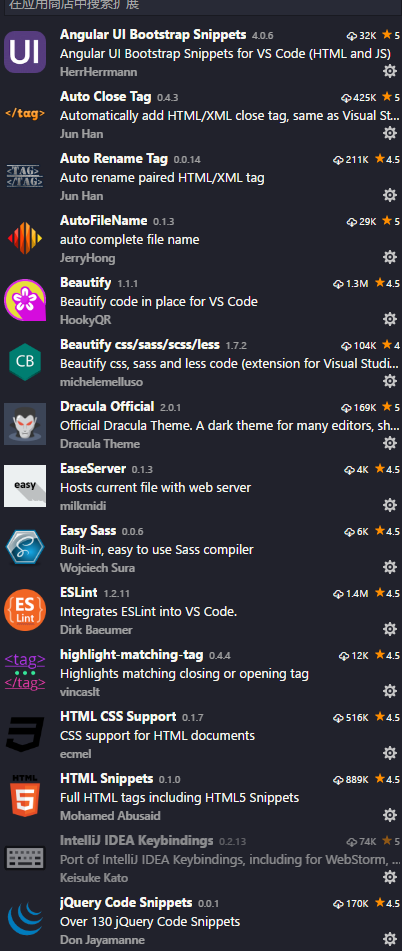 在应用商店中搜索扩展
UI
Angular UI Bootstrap Snippets 4.0.6 32K 5
Angular UI Bootstrap Snippets for VS Code (HTML and JS)
HerrHerrmann
</tag>
Auto Close Tag 0.4.3 425K 5
Automatically add HTML/XML close tag, same as Visual St...
Jun Han
<TAG>
</TAG>
Auto Rename Tag 0.0.14 211K 4.5
Auto rename paired HTML/XML tag
Jun Han
AutoFileName 0.1.3 29K 5
auto complete file name
JerryHong
Beautify 1.1.1 1.3M 4.5
Beautify code in place for VS Code
HookyQR
CB
Beautify css/sass/scss/less 1.7.2 104K 4
Beautify css, sass and less code (extension for Visual Studi...
michelemelluso
Dracula Official 2.0.1 169K 5
Official Dracula Theme. A dark theme for many editors, sh...
Dracula Theme
easy
EaseServer 0.1.3 4K 4.5
Hosts current file with web server
milkmidi
Easy Sass 0.0.6 6K 4.5
Built-in, easy to use Sass compiler
Wojciech Sura
ES
Lint
ESLint 1.2.11 1.4M 4.5
Integrates ESLint into VS Code.
Dirk Baeumer
<tag>
</tag>
highlight-matching-tag 0.4.4 12K 4.5
Highlights matching closing or opening tag
vincaslt
HTML CSS Support 0.1.7 516K 4.5
CSS support for HTML documents
ecmel
HTML
5
HTML Snippets 0.1.0 889K 4.5
Full HTML tags including HTML5 Snippets
Mohamed Abusaid
IntelliJ IDEA Keybindings 0.2.13 74K 5
Port of IntelliJ IDEA Keybindings, including for WebStorm, ...
Keisuke Kato
jQuery Code Snippets 0.0.1 170K 4.5
Over 130 jQuery Code Snippets
Don Jayamanne